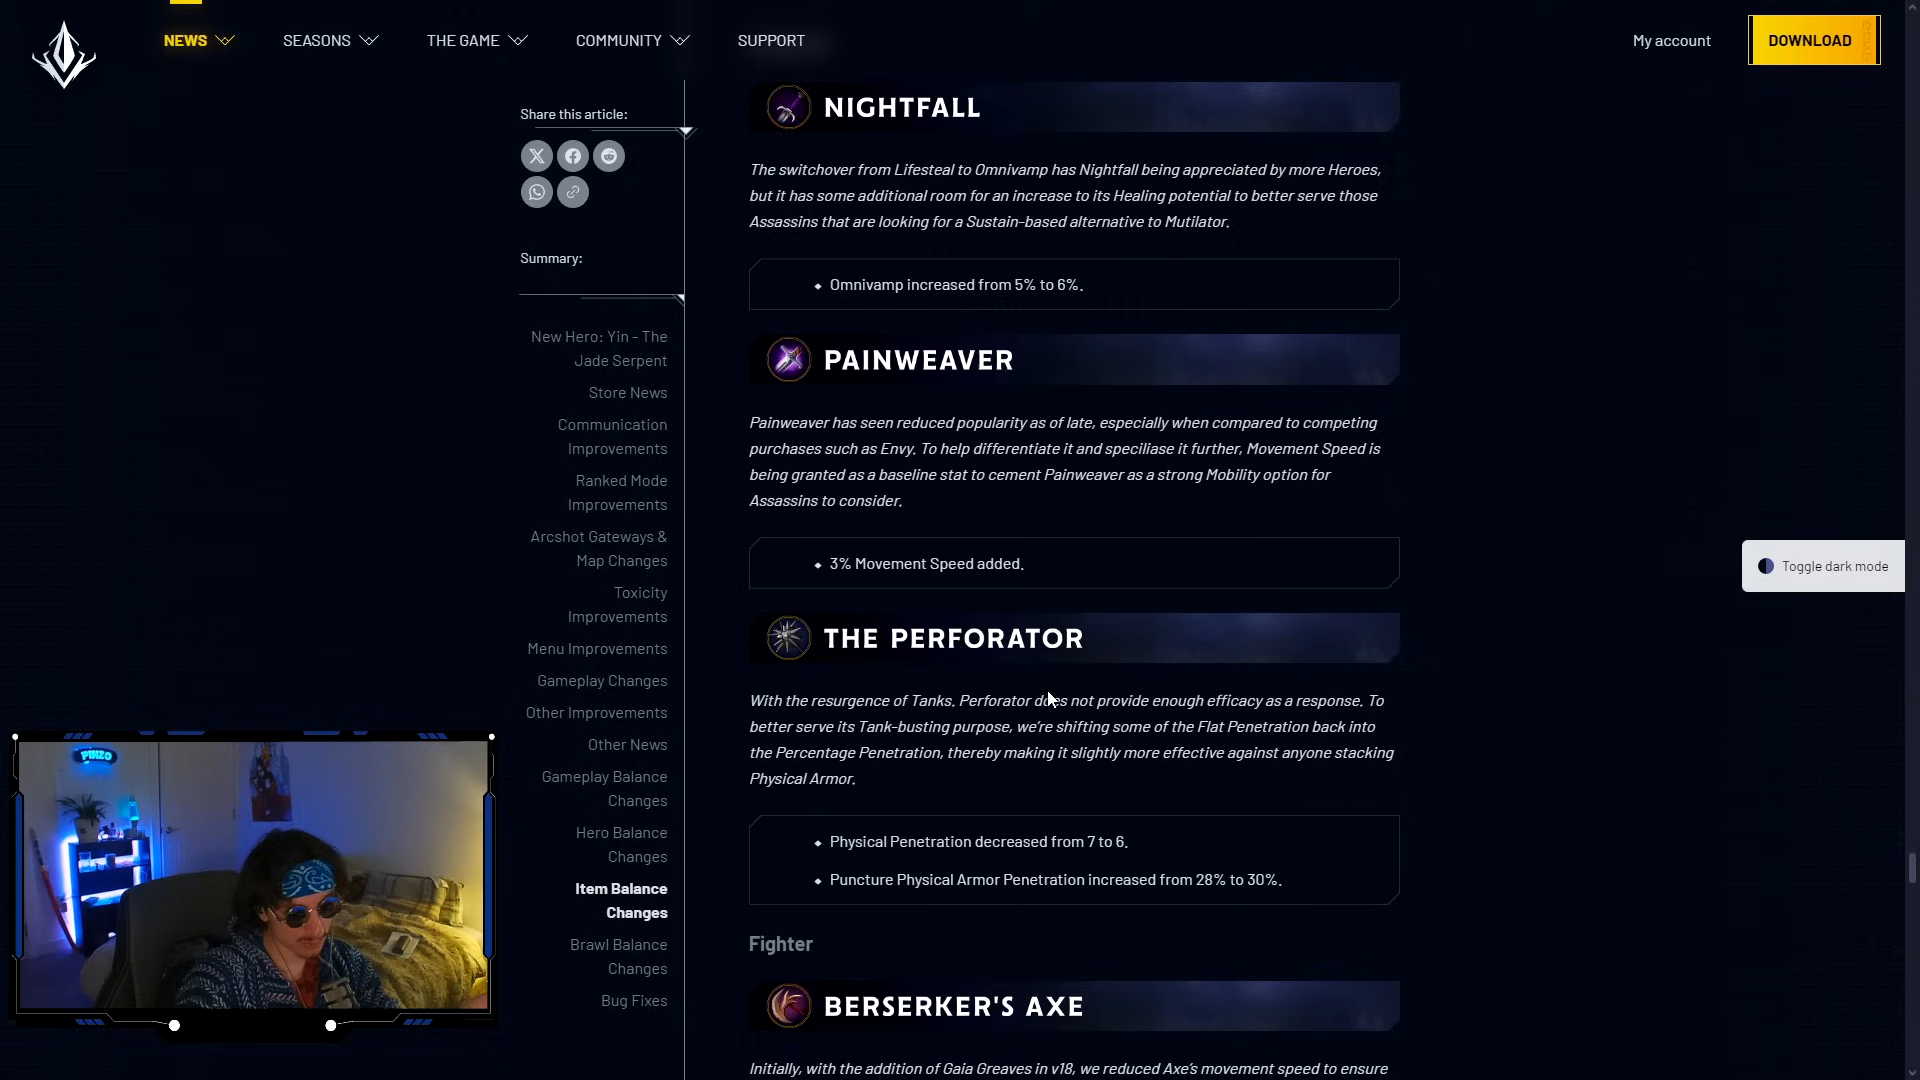 NEWS
SEASONS
THE GAME
COMMUNITY
SUPPORT
My account
DOWNLOAD
Share this article:
Summary:
New Hero: Yin - The
Jade Serpent
Store News
Communication
Improvements
Ranked Mode
Improvements
Arcshot Gateways &
Map Changes
Toxicity
Improvements
Menu Improvements
Gameplay Changes
Other Improvements
Other News
Gameplay Balance
Changes
Hero Balance
Changes
Item Balance
Changes
Brawl Balance
Changes
Bug Fixes
NIGHTFALL
The switchover from Lifesteal to Omnivamp has Nightfall being appreciated by more Heroes,
but it has some additional room for an increase to its Healing potential to better serve those
Assassins that are looking for a Sustain-based alternative to Mutilator.
Omnivamp increased from 5% to 6%.
PAINWEAVER
Painweaver has seen reduced popularity as of late, especially when compared to competing
purchases such as Envy. To help differentiate it and speciliase it further, Movement Speed is
being granted as a baseline stat to cement Painweaver as a strong Mobility option for
Assassins to consider.
3% Movement Speed added.
THE PERFORATOR
With the resurgence of Tanks. Perforator does not provide enough efficacy as a response. To
better serve its Tank-busting purpose, we're shifting some of the Flat Penetration back into
the Percentage Penetration, thereby making it slightly more effective against anyone stacking
Physical Armor.
Physical Penetration decreased from 7 to 6.
Puncture Physical Armor Penetration increased from 28% to 30%.
Fighter
BERSERKER'S AXE
Initially, with the addition of Gaia Greaves in v18, we reduced Axe's movement speed to ensure
Toggle dark mode
PINZO